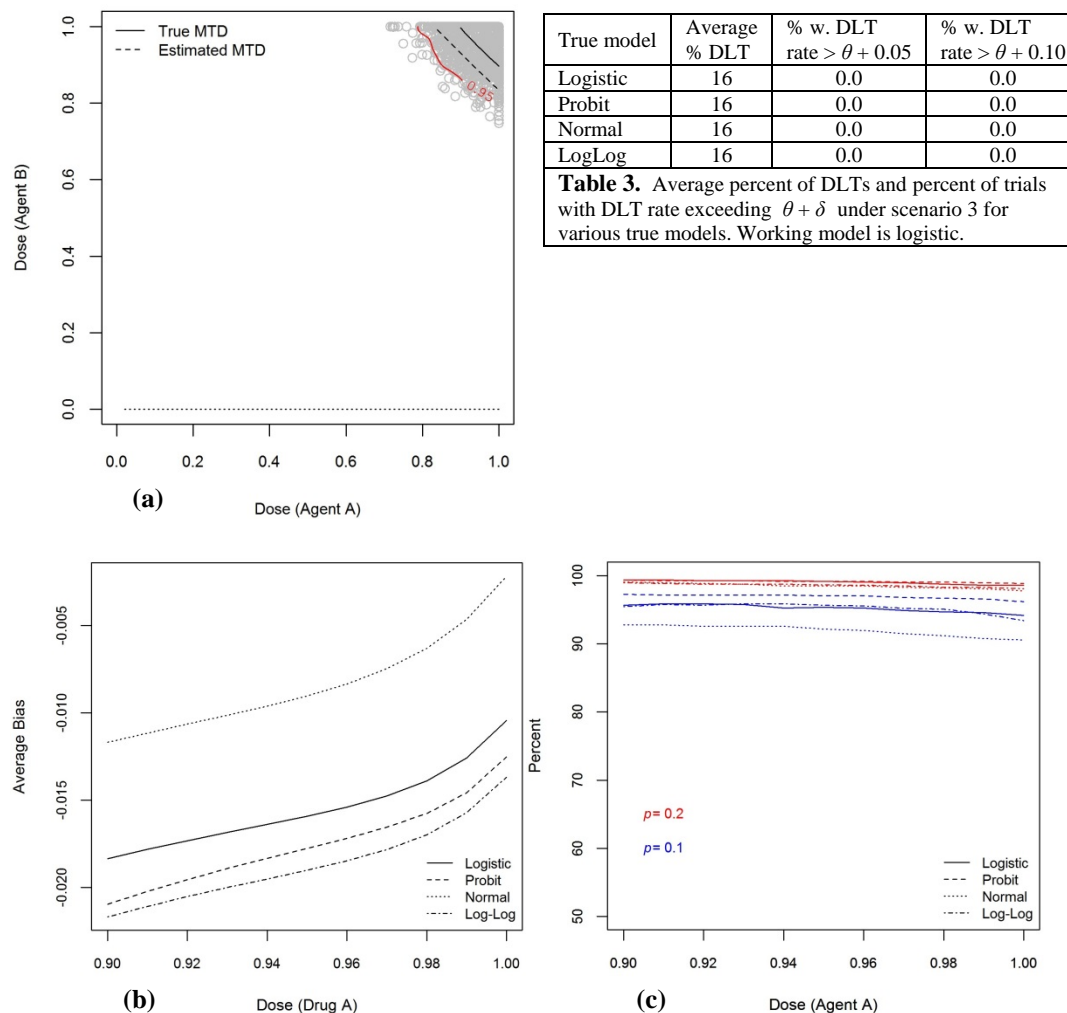 True MTD
Estimated MTD
0.95
Dose (Agent B)
1.0
0.8
0.6
0.4
0.2
0.0
0.0 0.2 0.4 0.6 0.8 1.0
(a)
Dose (Agent A)
True model Average % DLT % w. DLT rate > θ + 0.05 % w. DLT rate > θ + 0.10
Logistic 16 0.0 0.0
Probit 16 0.0 0.0
Normal 16 0.0 0.0
LogLog 16 0.0 0.0
Table 3. Average percent of DLTs and percent of trials
with DLT rate exceeding θ + δ under scenario 3 for
various true models. Working model is logistic.
Average Bias
-0.005
-0.010
-0.015
-0.020
Logistic
Probit
Normal
Log-Log
0.90 0.92 0.94 0.96 0.98 1.00
(b)
Dose (Drug A)
Percent
100
90
80
70
60
50
p= 0.2
p= 0.1
Logistic
Probit
Normal
Log-Log
0.90 0.92 0.94 0.96 0.98 1.00
(c)
Dose (Agent A)